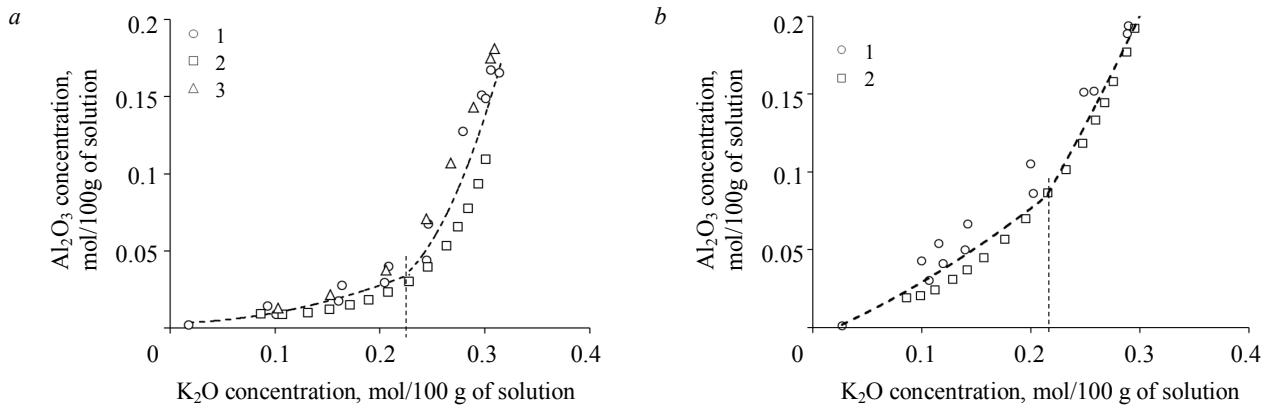 a
0.2
1
2
3
0.15
0.1
0.05
Al₂O₃ concentration,
mol/100g of solution
0
0.1
0.2
0.3
0.4
K₂O concentration, mol/100 g of solution
b
0.2
1
2
0.15
0.1
0.05
Al₂O₃ concentration,
mol/100g of solution
0
0.1
0.2
0.3
0.4
K₂O concentration, mol/100 g of solution